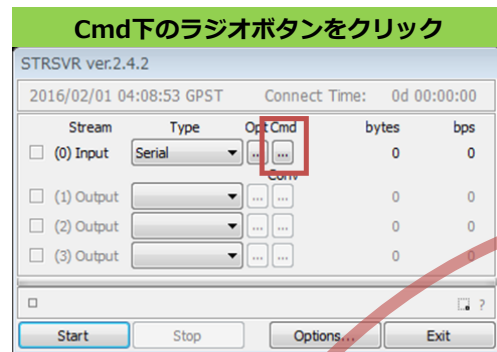 Cmd下のラジオボタンをクリック
STRSVR ver.2.4.2
2016/02/01 04:08:53 GPST Connect Time: 0d 00:00:00
Stream Type Opt Cmd bytes bps
(0) Input Serial ... ... 0 0
Conv
(1) Output ... ... 0 0
(2) Output ... ... 0 0
(3) Output ... ... 0 0
?
Start Stop Options... Exit